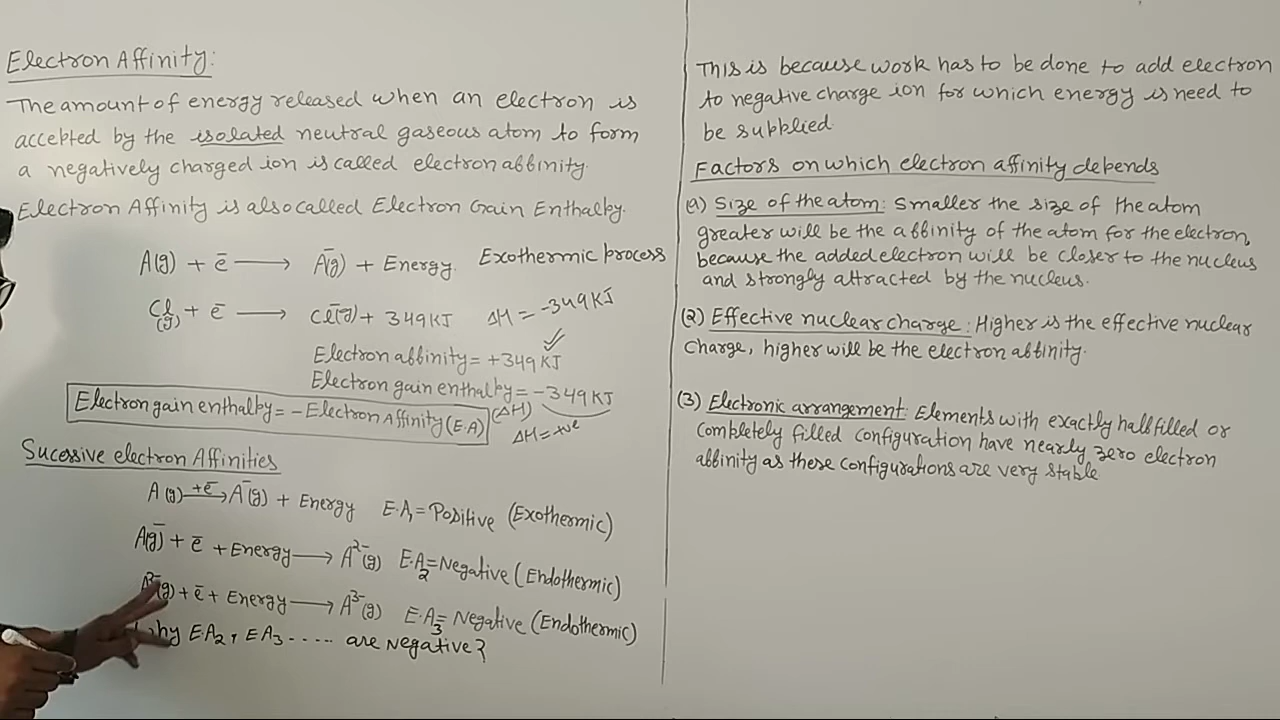 Electron Affinity:
The amount of energy released when an electron is
accepted by the isolated neutral gaseous atom to form
a negatively charged ion is called electron affinity.
Electron Affinity is also called Electron Gain Enthalpy.
A(g) + e̅ ⟶ A̅(g) + Energy. Exothermic process
Cl(g) + e̅ ⟶ Cl̅(g) + 349KJ ΔH = -349KJ
Electron affinity = +349KJ
Electron gain enthalpy = -349KJ
Electron gain enthalpy = - Electron Affinity (E.A) (ΔH)
ΔH = +ve
Sucessive electron Affinities
A(g) +e̅⟶ A⁻(g) + Energy E.A₁ = Positive (Exothermic)
A⁻(g) + e̅ + Energy ⟶ A²⁻(g) E.A₂ = Negative (Endothermic)
A²⁻(g) + e̅ + Energy ⟶ A³⁻(g) E.A₃ = Negative (Endothermic)
EA₂, EA₃ ..... are Negative?
This is because work has to be done to add electron
to negative charge ion for which energy is need to
be supplied.
Factors on which electron affinity depends
(1) Size of the atom: Smaller the size of the atom
greater will be the affinity of the atom for the electron,
because the added electron will be closer to the nucleus
and strongly attracted by the nucleus.
(2) Effective nuclear charge: Higher is the effective nuclear
charge, higher will be the electron affinity.
(3) Electronic arrangement: Elements with exactly half filled or
completely filled configuration have nearly zero electron
affinity as these configurations are very stable